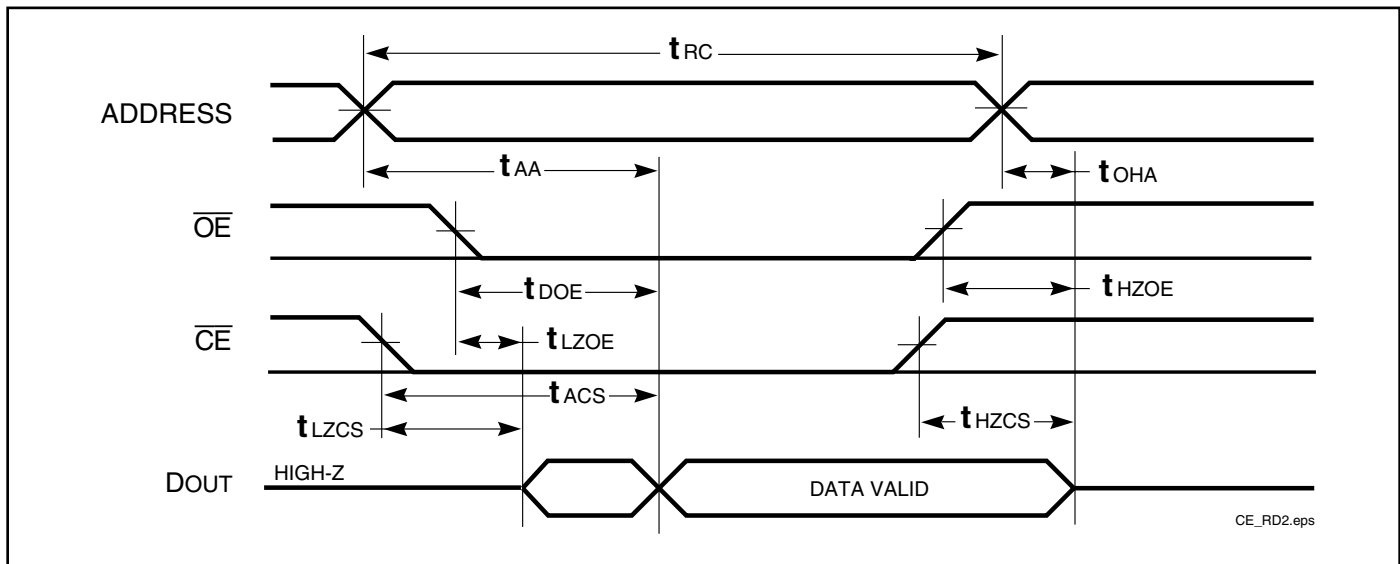 tRC
ADDRESS
tAA
tOHA
OE
tDOE
tHZOE
CE
tLZOE
tACS
tLZCS
tHZCS
DOUT
HIGH-Z
DATA VALID
CE_RD2.eps